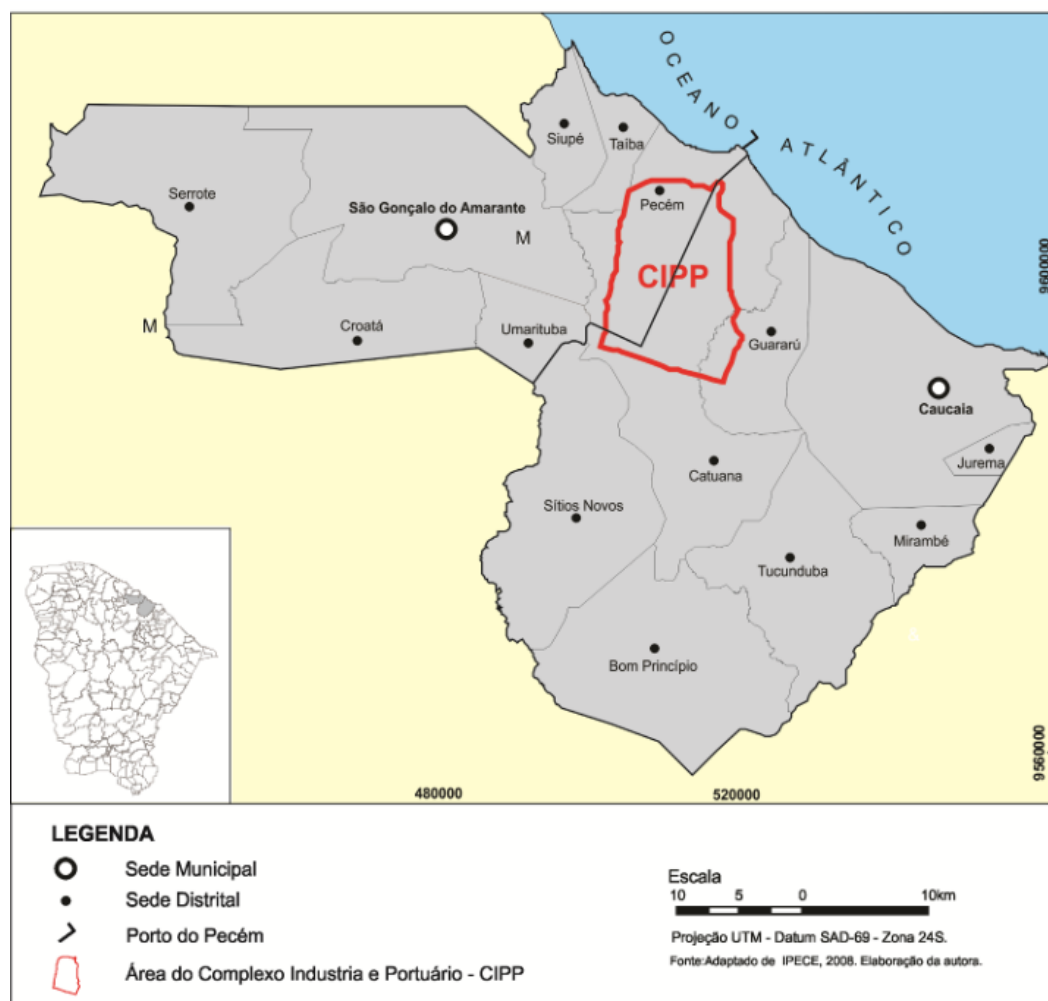 OCEANO ATLÂNTICO
Siupé
Taíba
Serrote
Pecém
São Gonçalo do Amarante
M
CIPP
9600000
M
Croatá
Umarituba
Guararú
Caucaia
Catuana
Jurema
Sítios Novos
Mirambé
Tucunduba
Bom Princípio
9560000
480000
520000
LEGENDA
Sede Municipal
Sede Distrital
Porto do Pecém
Área do Complexo Industria e Portuário - CIPP
Escala
10 5 0 10km
Projeção UTM - Datum SAD-69 - Zona 24S.
Fonte:Adaptado de IPECE, 2008. Elaboração da autora.